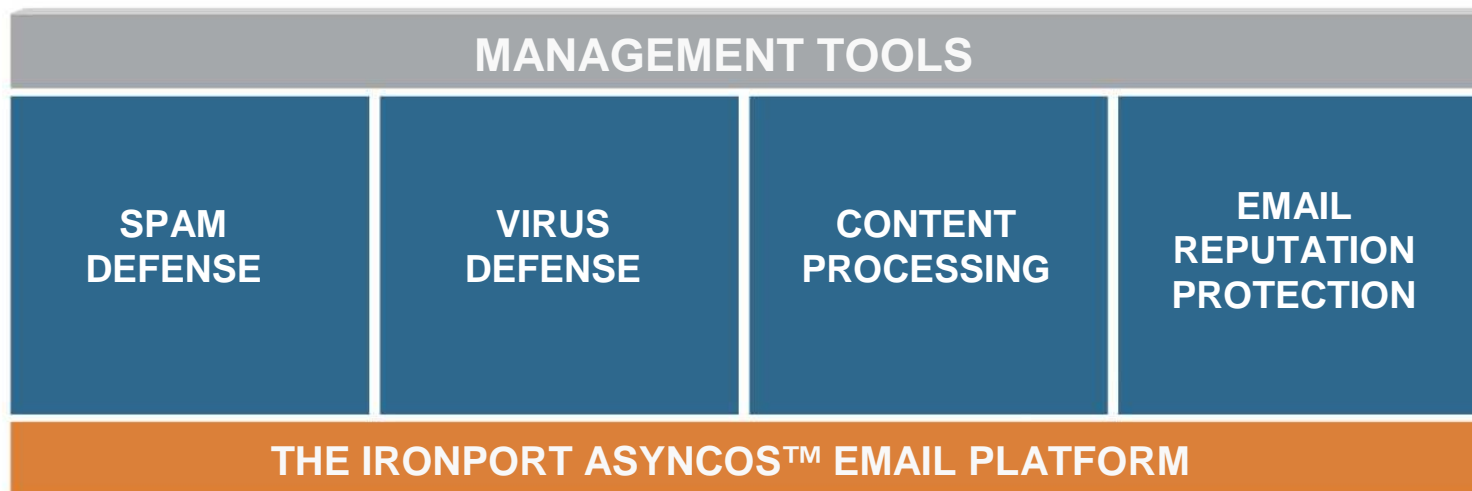 MANAGEMENT TOOLS
SPAM
DEFENSE
VIRUS
DEFENSE
CONTENT
PROCESSING
EMAIL
REPUTATION
PROTECTION
THE IRONPORT ASYNCOS™ EMAIL PLATFORM